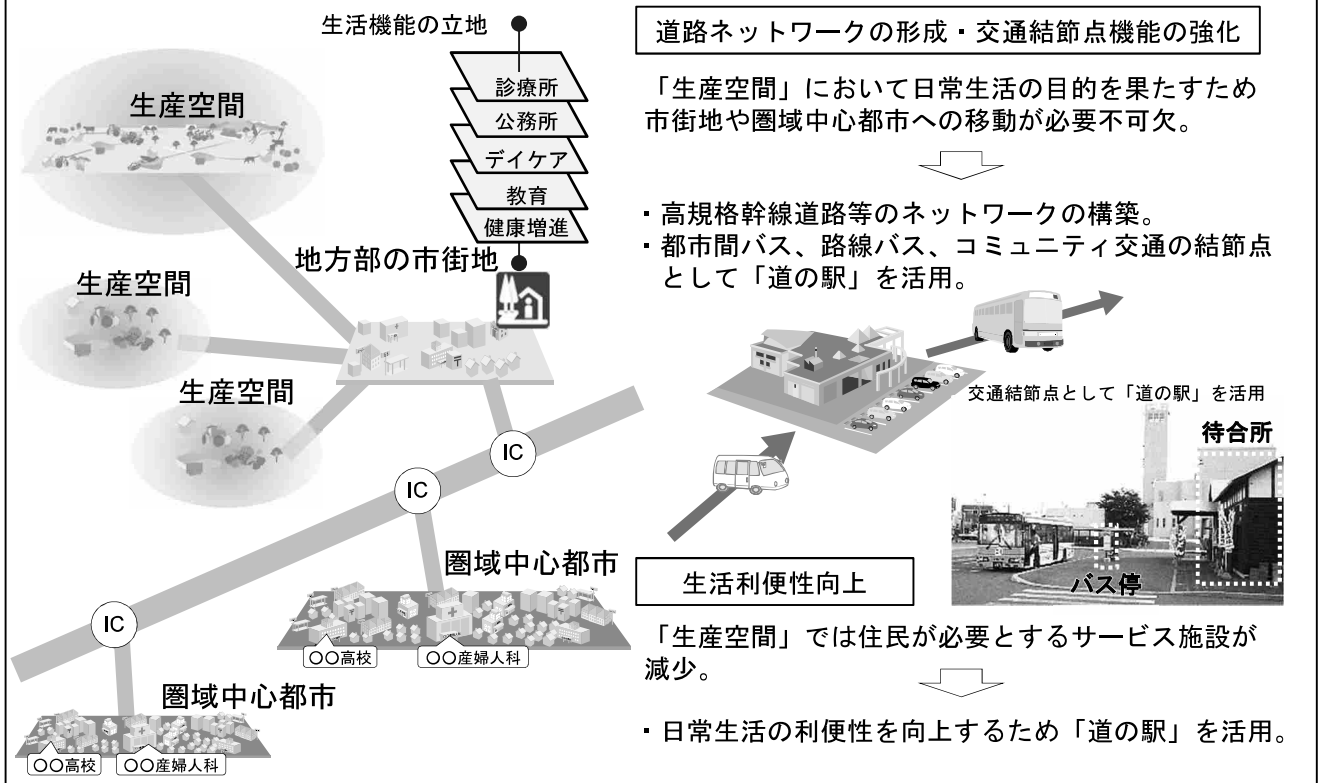 生活機能の立地
診療所
公務所
デイケア
教育
健康増進
生産空間
地方部の市街地
生産空間
生産空間
IC
IC
IC
圏域中心都市
〇〇高校
〇〇産婦人科
圏域中心都市
〇〇高校
〇〇産婦人科
道路ネットワークの形成・交通結節点機能の強化
「生産空間」において日常生活の目的を果たすため
市街地や圏域中心都市への移動が必要不可欠。
・高規格幹線道路等のネットワークの構築。
・都市間バス、路線バス、コミュニティ交通の結節点
として「道の駅」を活用。
交通結節点として「道の駅」を活用
待合所
バス停
生活利便性向上
「生産空間」では住民が必要とするサービス施設が
減少。
・日常生活の利便性を向上するため「道の駅」を活用。